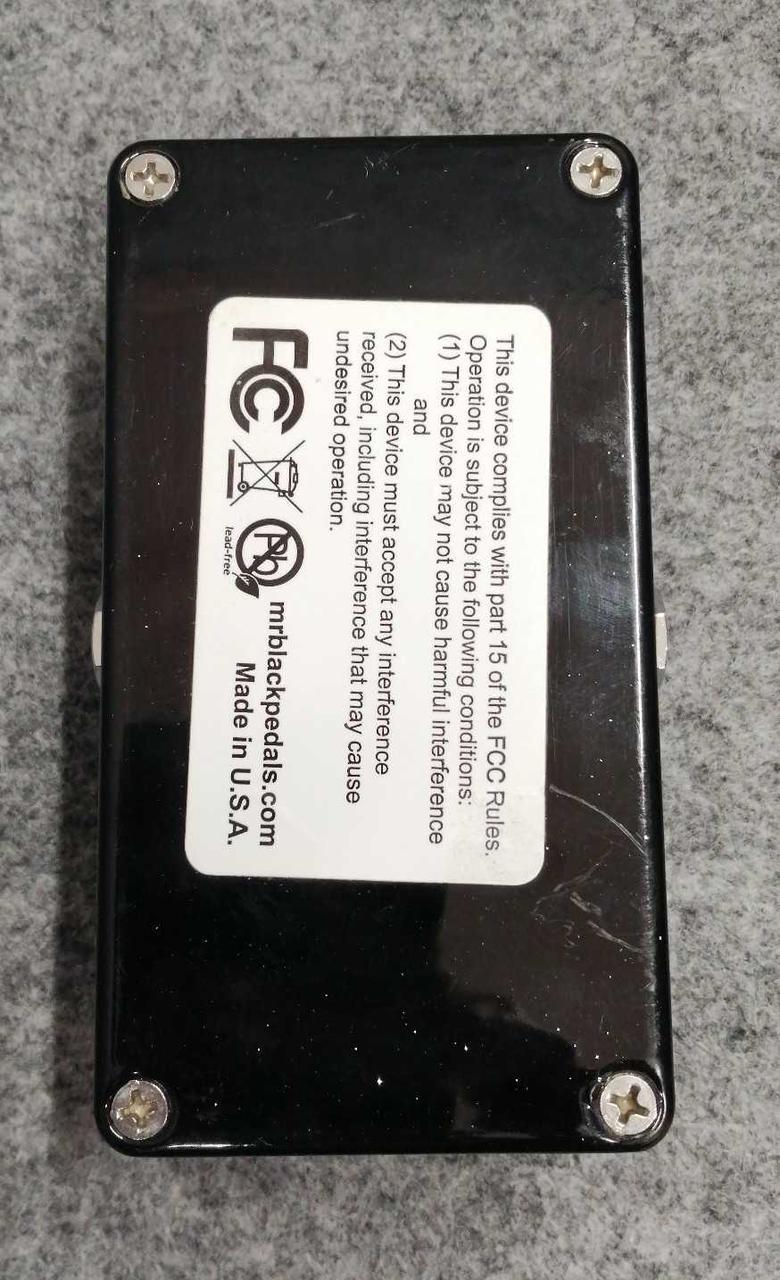 This device complies with part 15 of the FCC Rules.
Operation is subject to the following conditions:
(1) This device may not cause harmful interference
and
(2) This device must accept any interference
received, including interference that may cause
undesired operation.
FC
Pb
lead-free
mrblackpedals.com
Made in U.S.A.